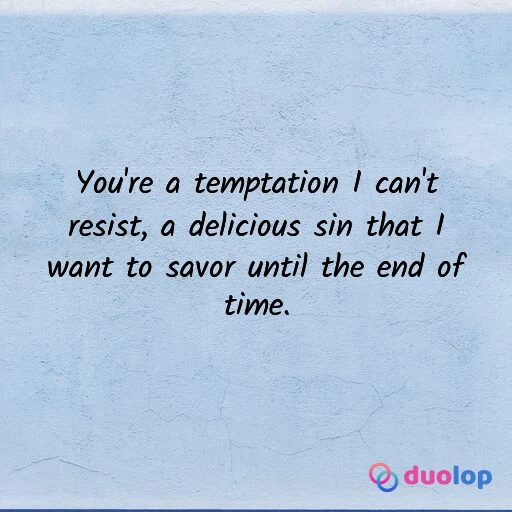 You're a temptation I can't
resist, a delicious sin that I
want to savor until the end of
time.
duolop